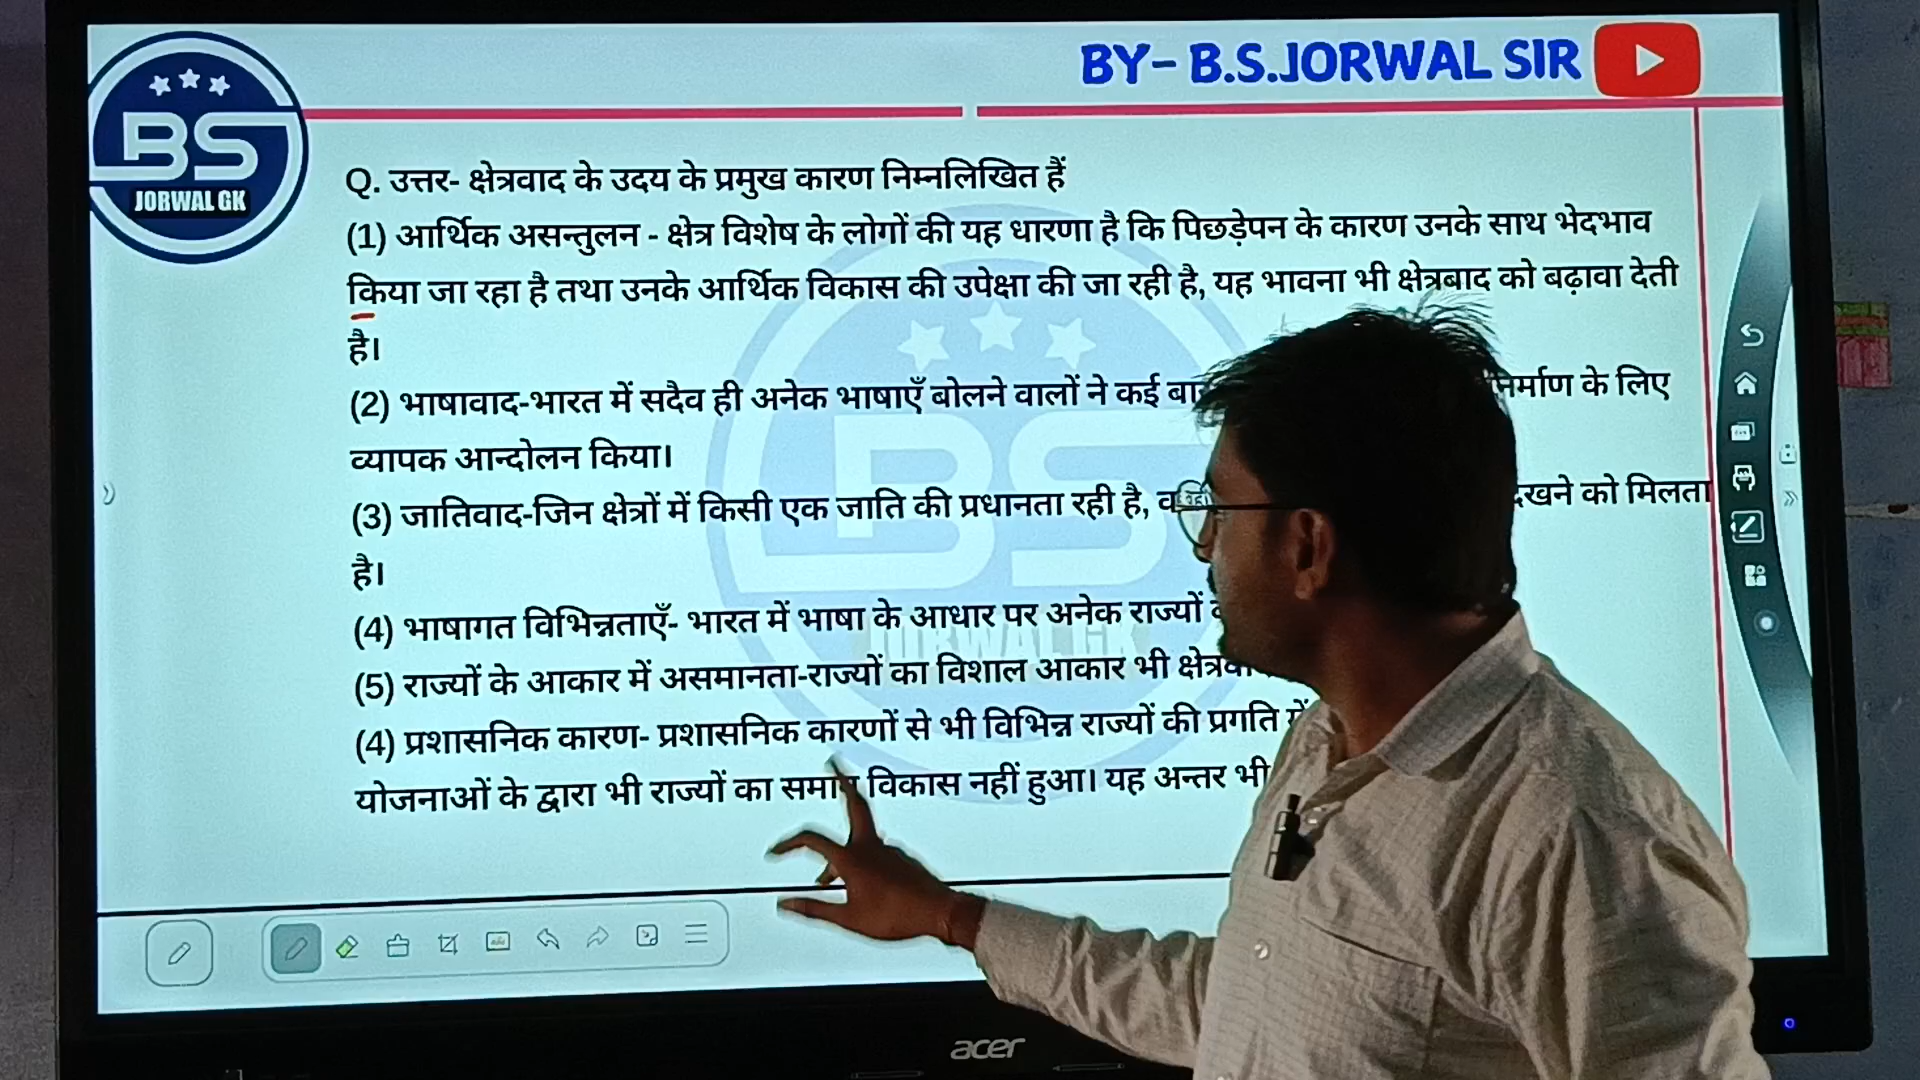 BY- B.S.JORWAL SIR
BS
JORWAL GK
Q. उत्तर- क्षेत्रवाद के उदय के प्रमुख कारण निम्नलिखित हैं
(1) आर्थिक असन्तुलन - क्षेत्र विशेष के लोगों की यह धारणा है कि पिछड़ेपन के कारण उनके साथ भेदभाव
किया जा रहा है तथा उनके आर्थिक विकास की उपेक्षा की जा रही है, यह भावना भी क्षेत्रबाद को बढ़ावा देती
है।
(2) भाषावाद-भारत में सदैव ही अनेक भाषाएँ बोलने वालों ने कई के लिए
व्यापक आन्दोलन किया।
(3) जातिवाद-जिन क्षेत्रों में किसी एक जाति की प्रधानता रही है, को मिलता
है।
(4) भाषागत विभिन्नताएँ- भारत में भाषा के आधार पर अनेक राज्यों
(5) राज्यों के आकार में असमानता-राज्यों का विशाल आकार भी
(4) प्रशासनिक कारण- प्रशासनिक कारणों से भी विभिन्न राज्यों की प्रगति
योजनाओं के द्वारा भी राज्यों का विकास नहीं हुआ। यह अन्तर भी
BS
JORWAL GK
acer